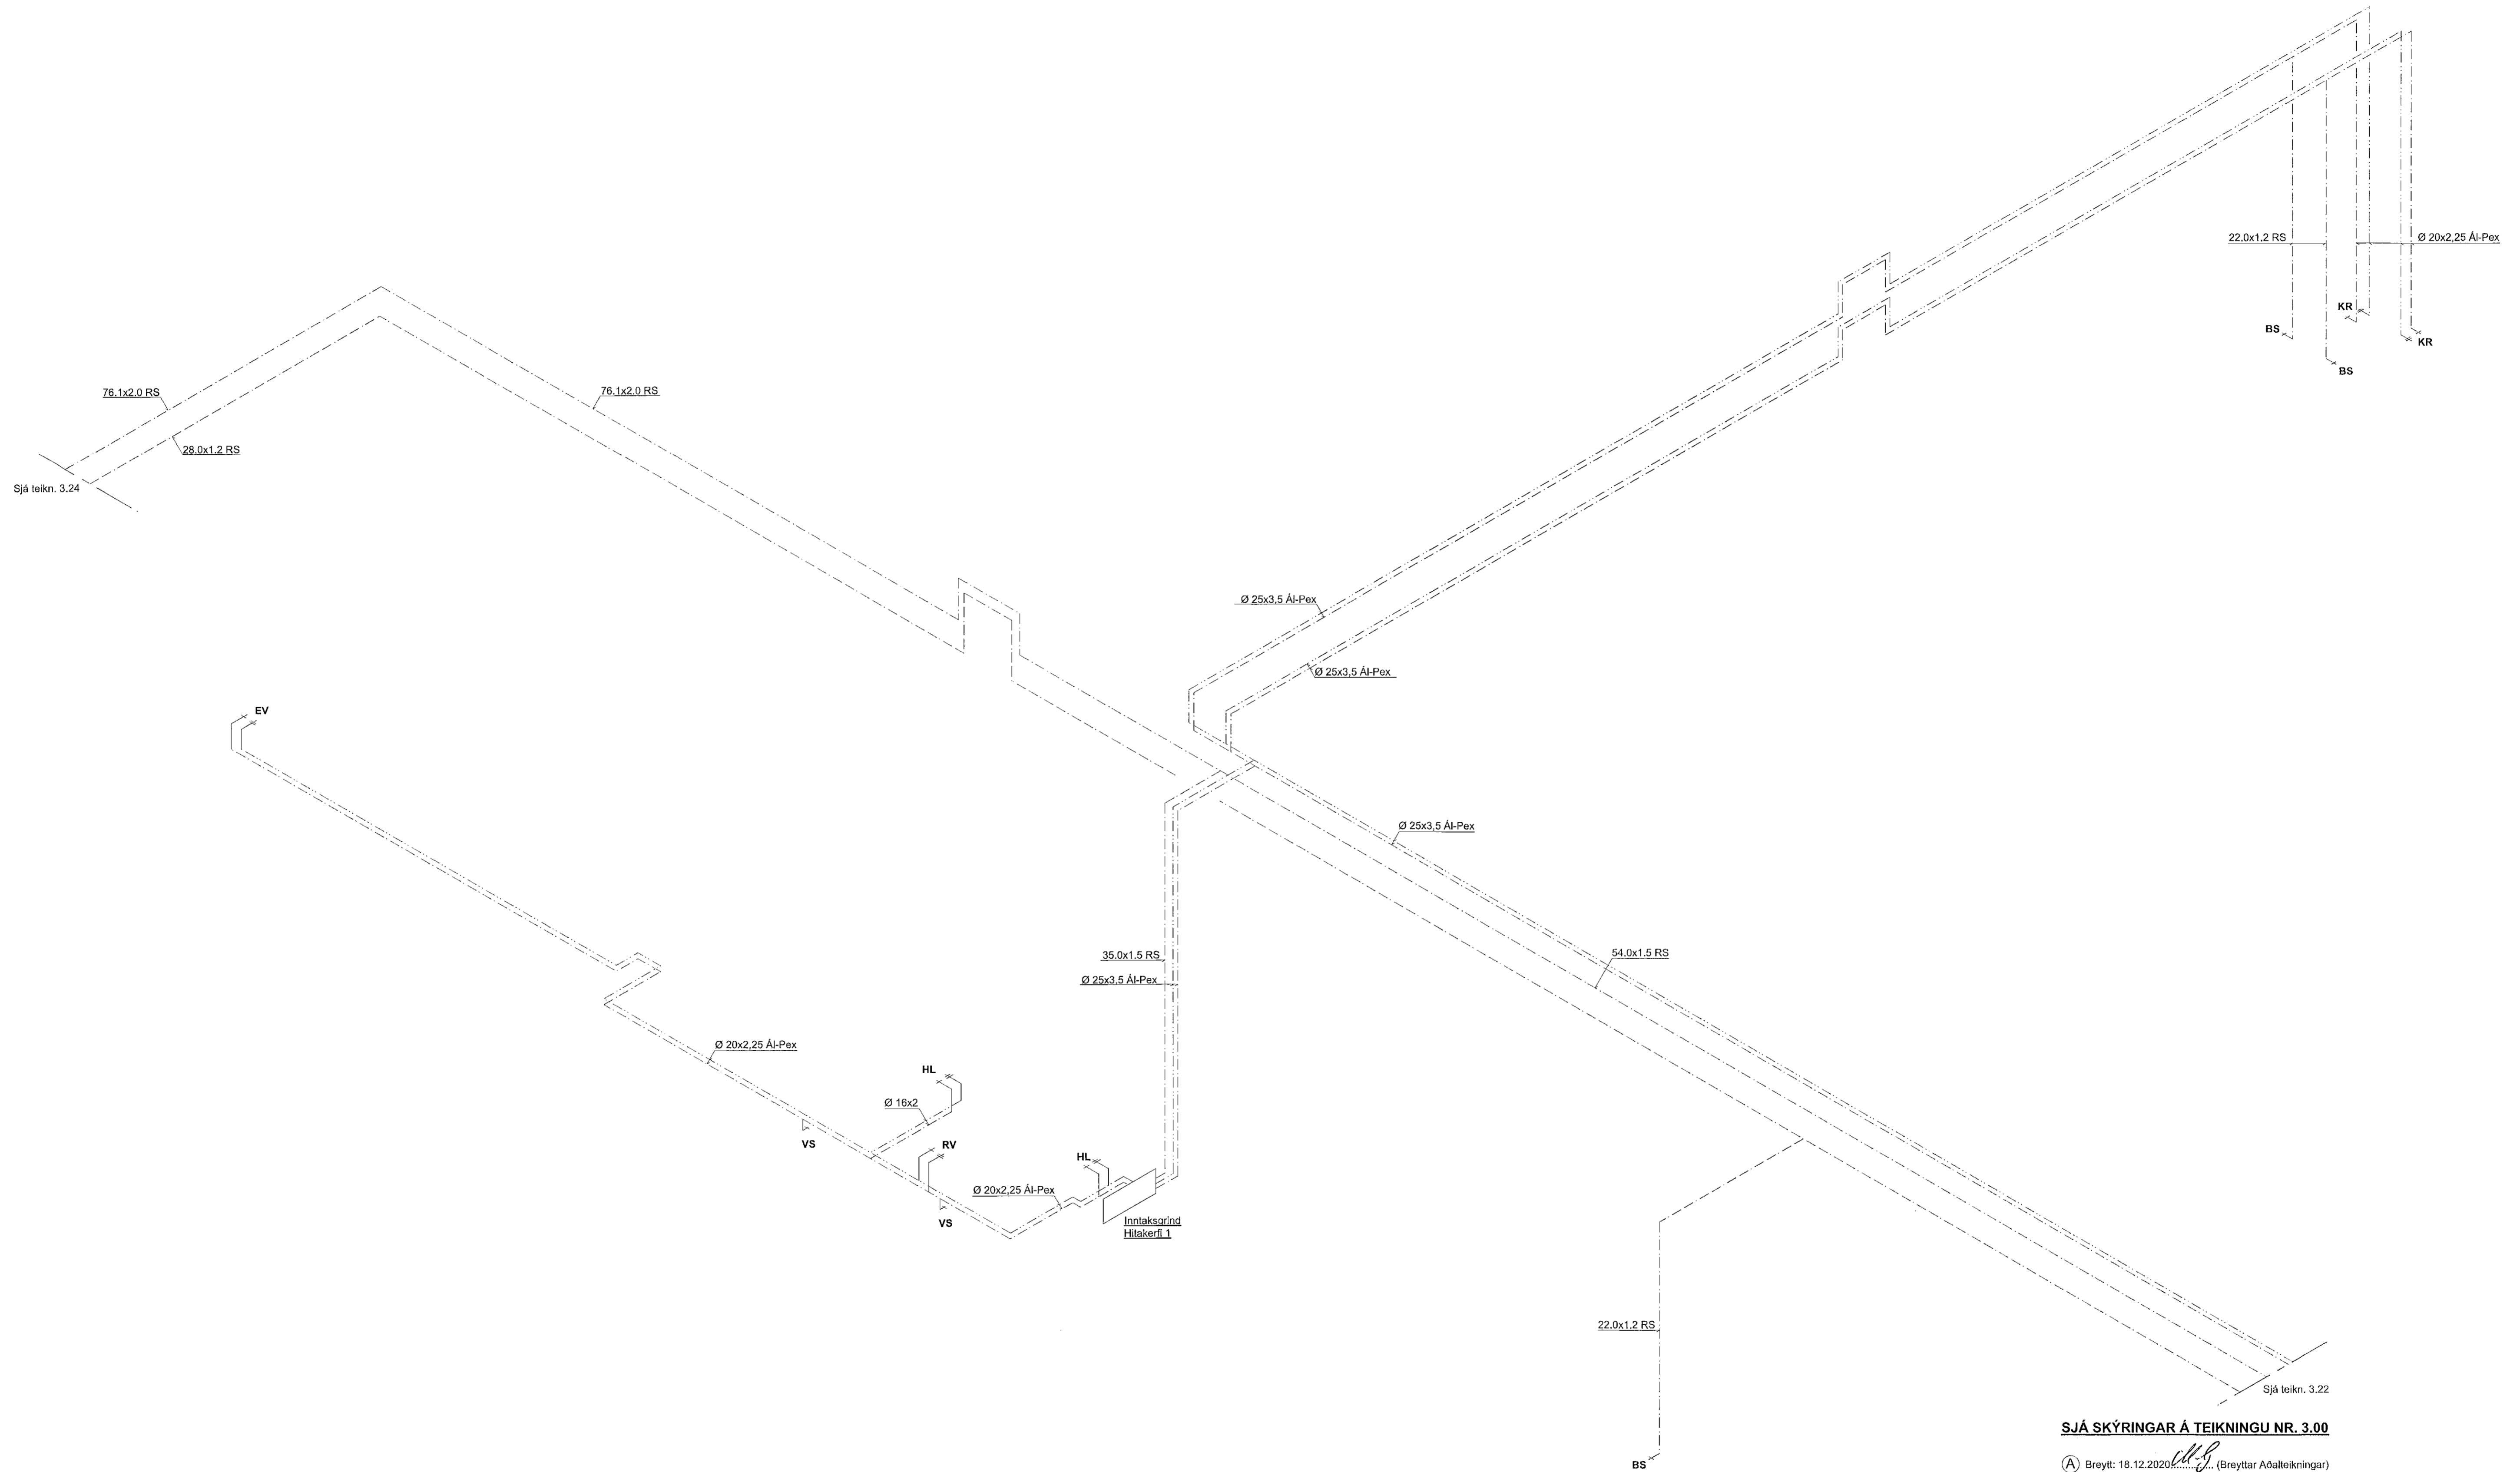 22.0x1.2 RS
Ø 20x2,25 Ál-Pex
KR
BS
KR
BS
76.1x2.0 RS
76.1x2.0 RS
28.0x1.2 RS
Sjá teikn. 3.24
Ø 25x3,5 Ál-Pex
Ø 25x3,5 Ál-Pex
EV
Ø 25x3,5 Ál-Pex
35.0x1.5 RS
54.0x1.5 RS
Ø 25x3,5 Ál-Pex
Ø 20x2,25 Ál-Pex
HL
Ø 16x2
VS
RV
HL
Ø 20x2,25 Ál-Pex
VS
Inntaksgrind
Hitakerfi 1
22.0x1.2 RS
BS
Sjá teikn. 3.22
SJÁ SKÝRINGAR Á TEIKNINGU NR. 3.00
A Breytt: 18.12.2020 (Breyttar Aðalteikningar)